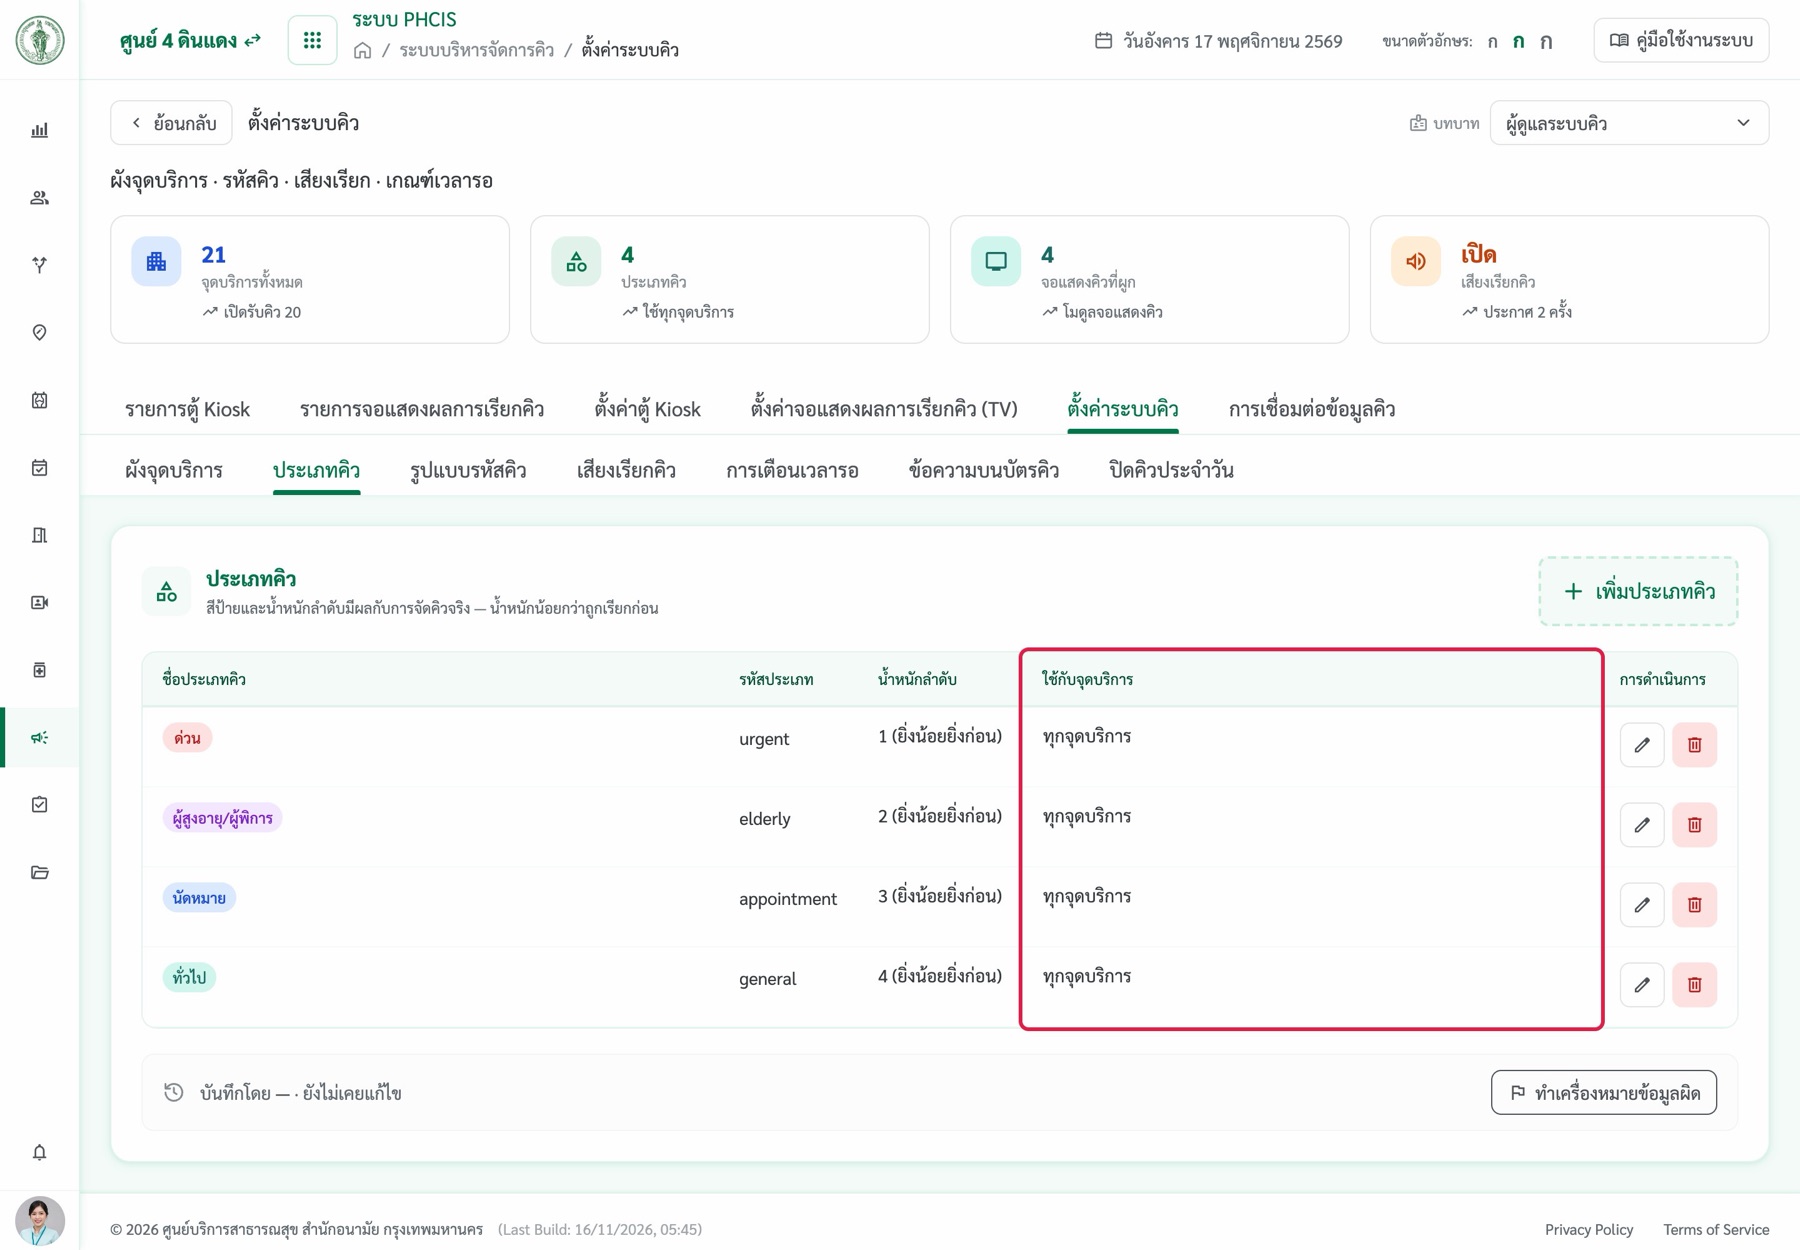 ศูนย์ 4 ดินแดง
ระบบ PHCIS
/ ระบบบริหารจัดการคิว / ตั้งค่าระบบคิว
วันอังคาร 17 พฤศจิกายน 2569
ขนาดตัวอักษร: ก ก ก
คู่มือใช้งานระบบ
ย้อนกลับ
ตั้งค่าระบบคิว
บทบาท
ผู้ดูแลระบบคิว
ผังจุดบริการ · รหัสคิว · เสียงเรียก · เกณฑ์เวลารอ
21
จุดบริการทั้งหมด
เปิดรับคิว 20
4
ประเภทคิว
ใช้ทุกจุดบริการ
4
จอแสดงคิวที่ผูก
โมดูลจอแสดงคิว
เปิด
เสียงเรียกคิว
ประกาศ 2 ครั้ง
รายการตู้ Kiosk รายการจอแสดงผลการเรียกคิว ตั้งค่าตู้ Kiosk ตั้งค่าจอแสดงผลการเรียกคิว (TV) ตั้งค่าระบบคิว การเชื่อมต่อข้อมูลคิว
ผังจุดบริการ ประเภทคิว รูปแบบรหัสคิว เสียงเรียกคิว การเตือนเวลารอ ข้อความบนบัตรคิว ปิดคิวประจำวัน
ประเภทคิว
สีป้ายและน้ำหนักลำดับมีผลกับการจัดคิวจริง — น้ำหนักน้อยกว่าถูกเรียกก่อน
เพิ่มประเภทคิว
ชื่อประเภทคิว รหัสประเภท น้ำหนักลำดับ ใช้กับจุดบริการ การดำเนินการ
ด่วน urgent 1 (ยิ่งน้อยยิ่งก่อน) ทุกจุดบริการ
ผู้สูงอายุ/ผู้พิการ elderly 2 (ยิ่งน้อยยิ่งก่อน) ทุกจุดบริการ
นัดหมาย appointment 3 (ยิ่งน้อยยิ่งก่อน) ทุกจุดบริการ
ทั่วไป general 4 (ยิ่งน้อยยิ่งก่อน) ทุกจุดบริการ
บันทึกโดย — · ยังไม่เคยแก้ไข
ทำเครื่องหมายข้อมูลผิด
© 2026 ศูนย์บริการสาธารณสุข สำนักอนามัย กรุงเทพมหานคร (Last Build: 16/11/2026, 05:45)
Privacy Policy Terms of Service